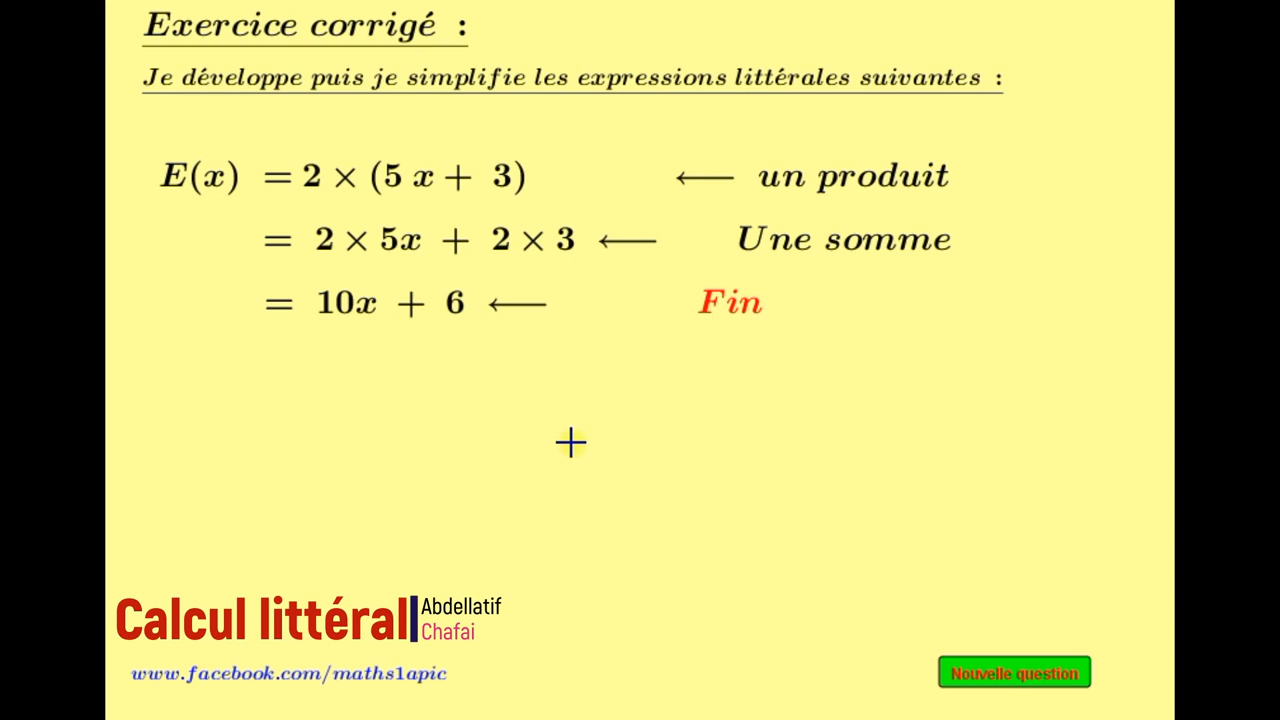 Exercice corrigé :
Je développe puis je simplifie les expressions littérales suivantes :
E(x) = 2 × (5 x + 3) ⟵ un produit
= 2 × 5x + 2 × 3 ⟵ Une somme
= 10x + 6 ⟵ Fin
Calcul littéral
Abdellatif
Chafai
www.facebook.com/maths1apic
Nouvelle question